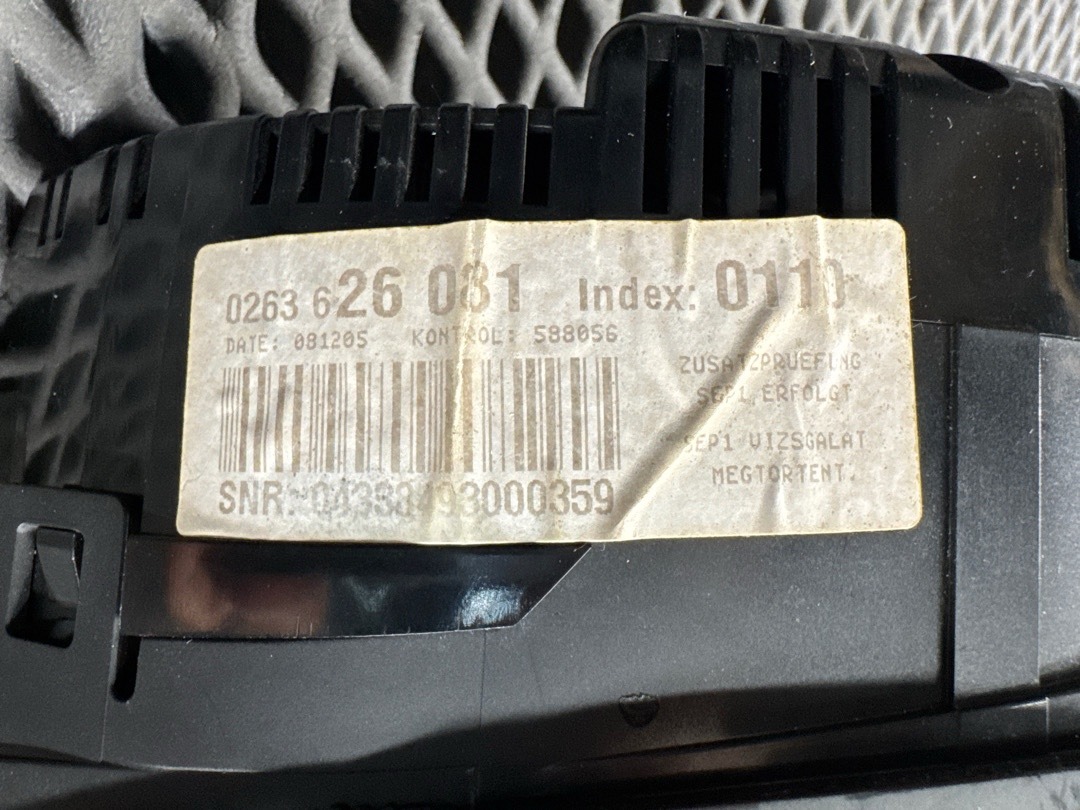 0263 626 081 Index: 0110
DATE: 081205 KONTROL: 588056
ZUSATZPRUEFUNG
SEP1 ERFOLGT
SEP1 VIZSGALAT
MEGTORTENT.
SNR: 04338493000359